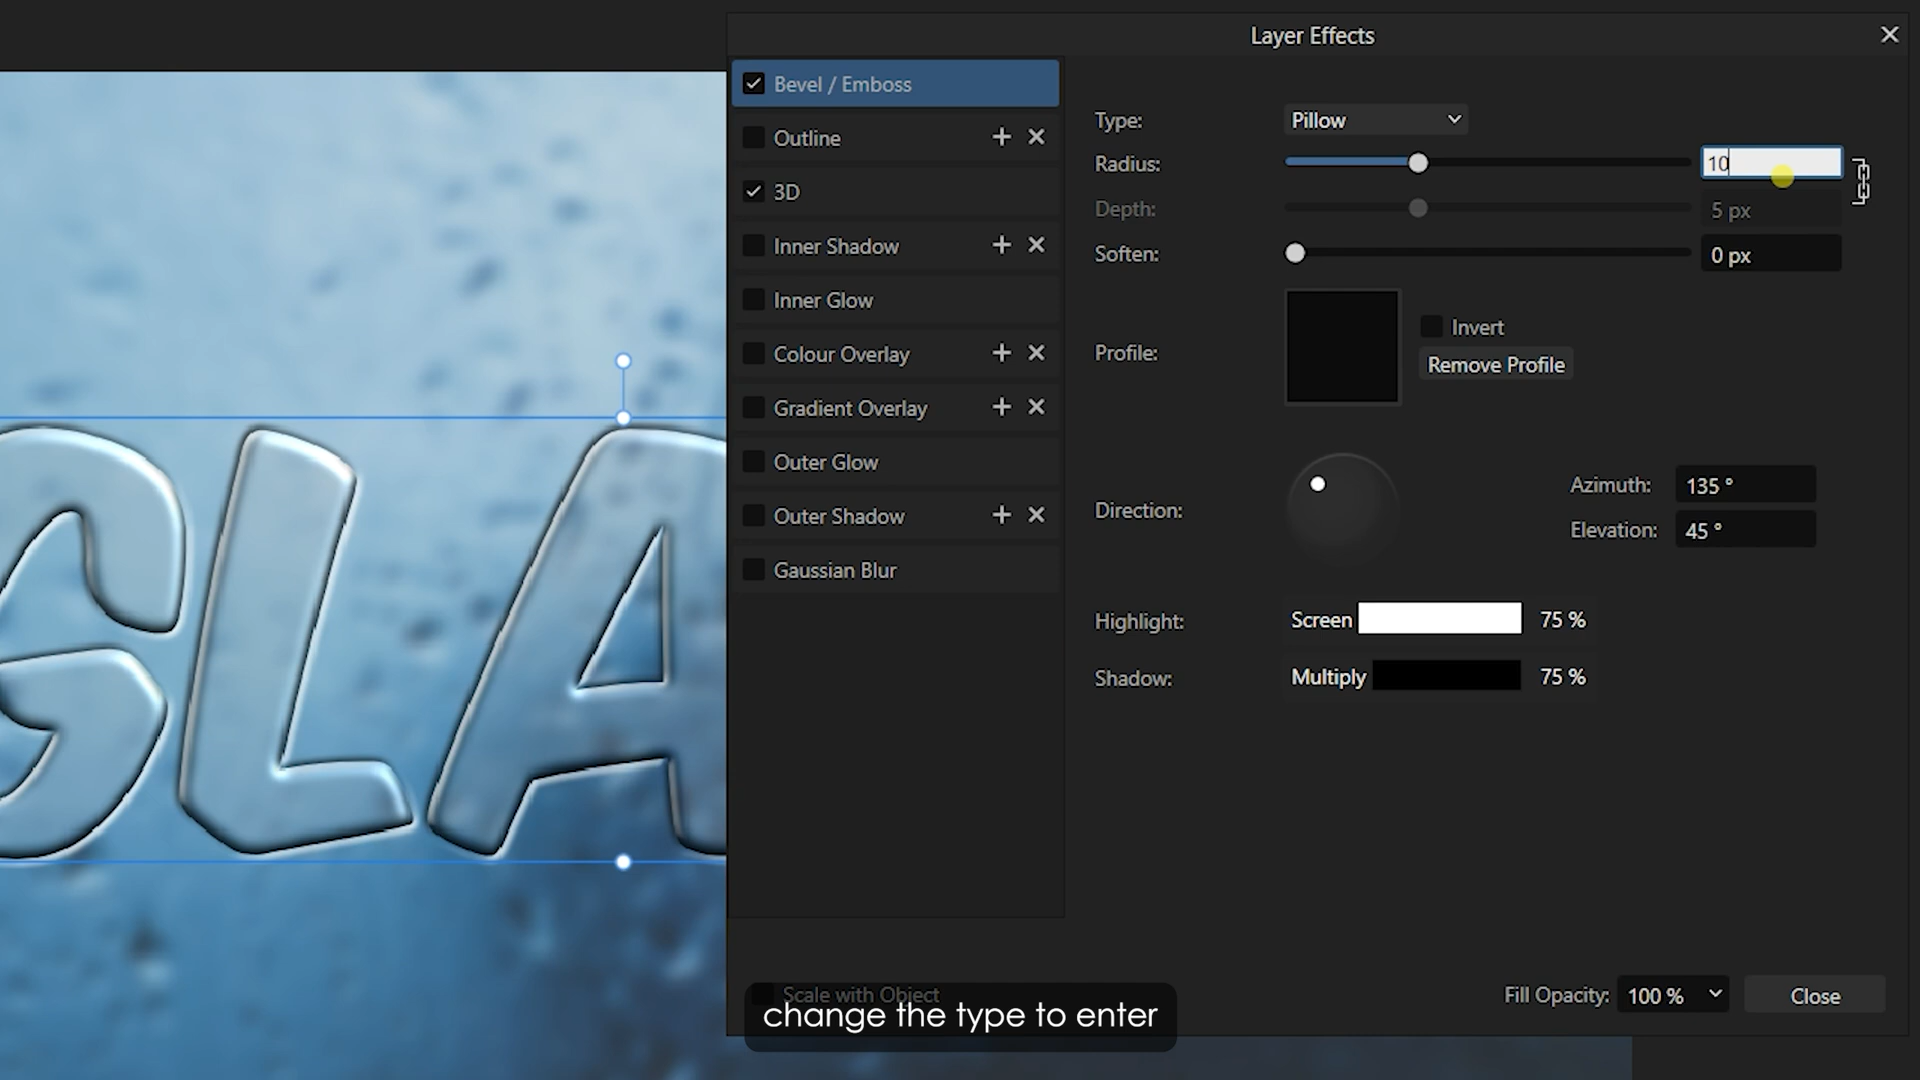 Layer Effects
Bevel / Emboss
Outline
3D
Inner Shadow
Inner Glow
Colour Overlay
Gradient Overlay
Outer Glow
Outer Shadow
Gaussian Blur
Type: Pillow
Radius: 10
Depth: 5 px
Soften: 0 px
Profile:
Invert
Remove Profile
Direction:
Azimuth: 135 °
Elevation: 45 °
Highlight: Screen 75 %
Shadow: Multiply 75 %
Scale with Object
Fill Opacity: 100 %
Close
change the type to enter
GLA